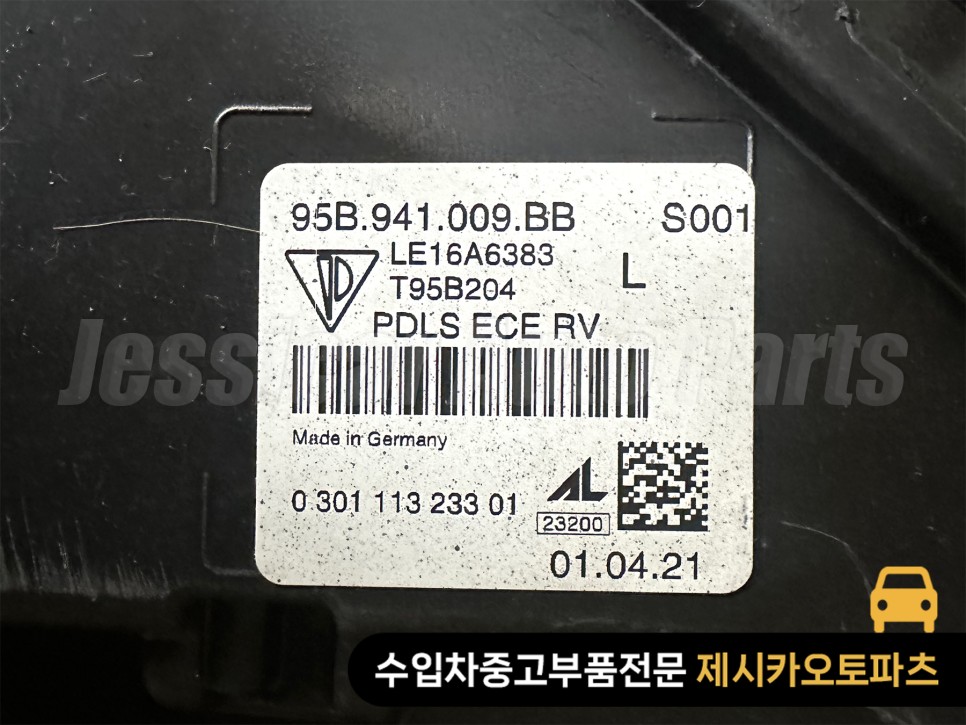 95B.941.009.BB S001
LE16A6383
L
T95B204
PDLS ECE RV
Made in Germany
0 301 113 233 01
AL
23200
01.04.21
수입차중고부품전문 제시카오토파츠